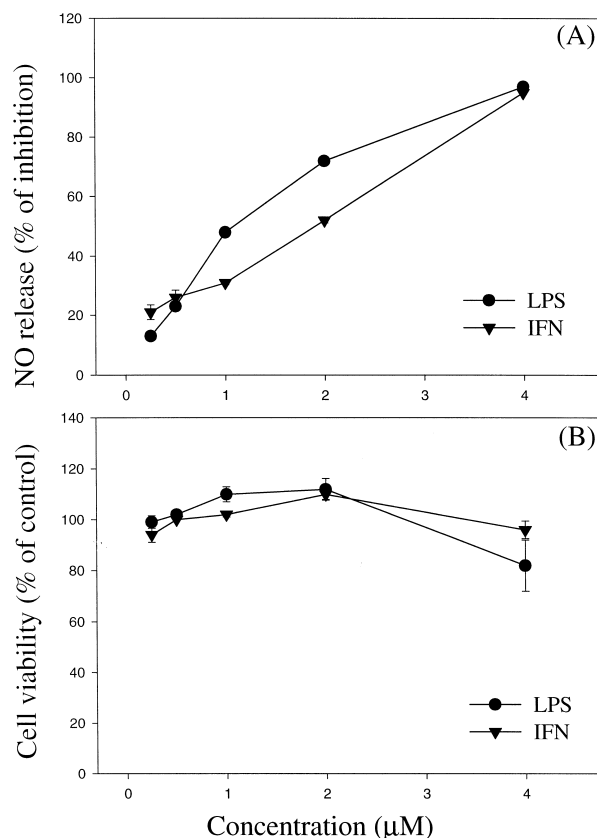 (A)
NO release (% of inhibition)
120
100
80
60
40
20
0
LPS
IFN
0 1 2 3 4
(B)
Cell viability (% of control)
140
120
100
80
60
40
20
0
LPS
IFN
0 1 2 3 4
Concentration (μM)